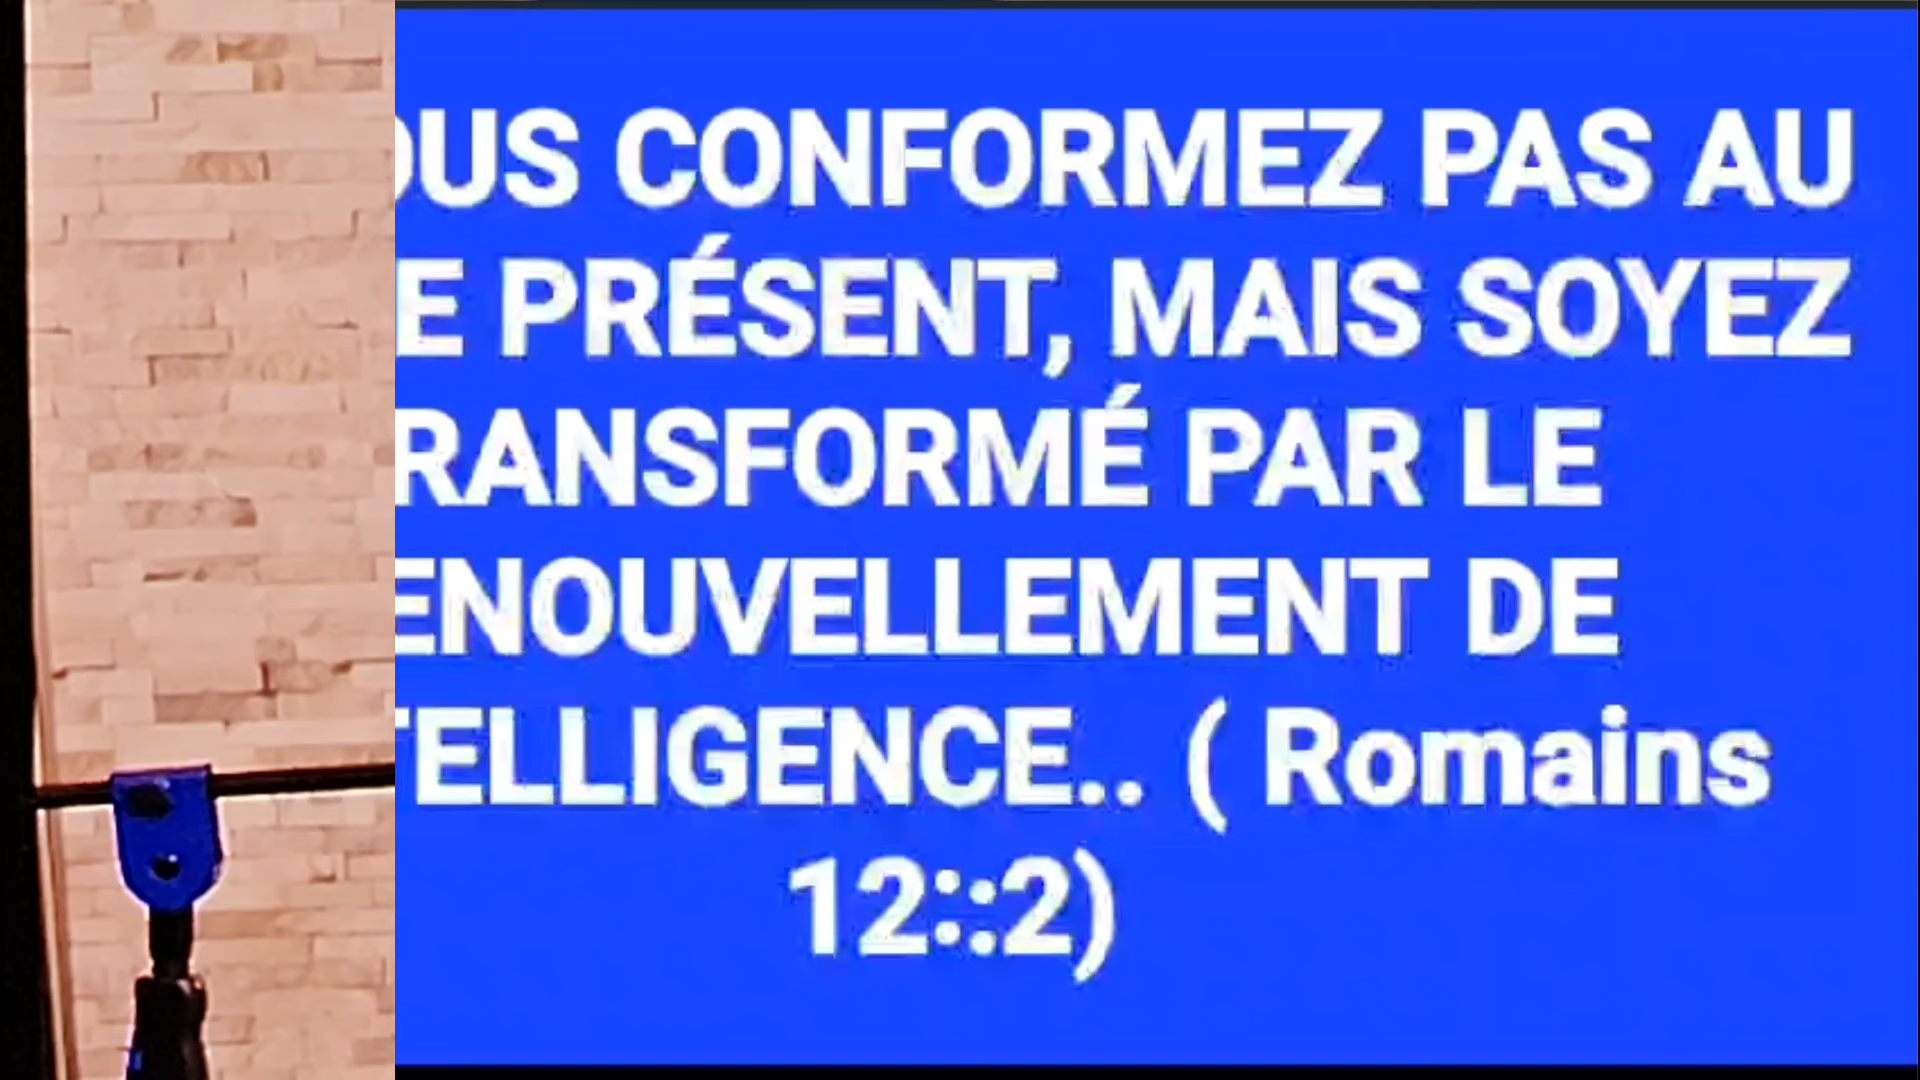 OUS CONFORMEZ PAS AU
E PRÉSENT, MAIS SOYEZ
RANSFORMÉ PAR LE
ENOUVELLEMENT DE
TELLIGENCE.. ( Romains
12::2)